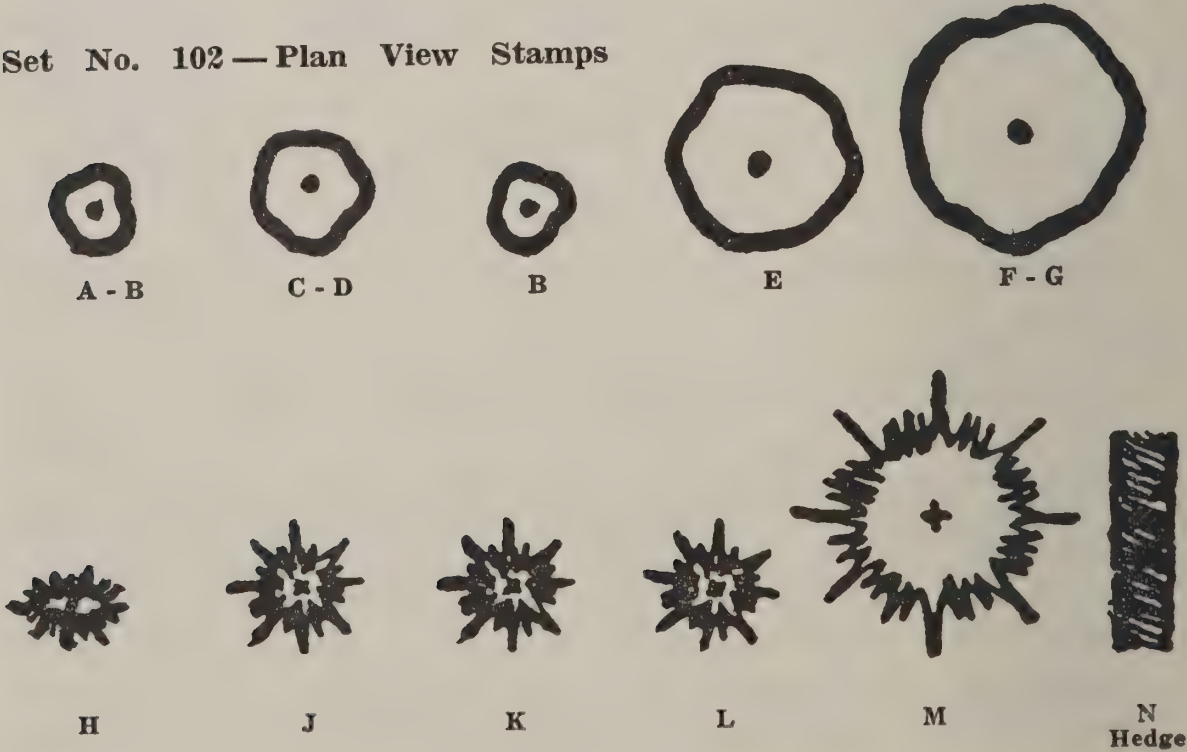 Set No. 102 — Plan View Stamps
A - B
C - D
B
E
F - G
H
J
K
L
M
N
Hedge